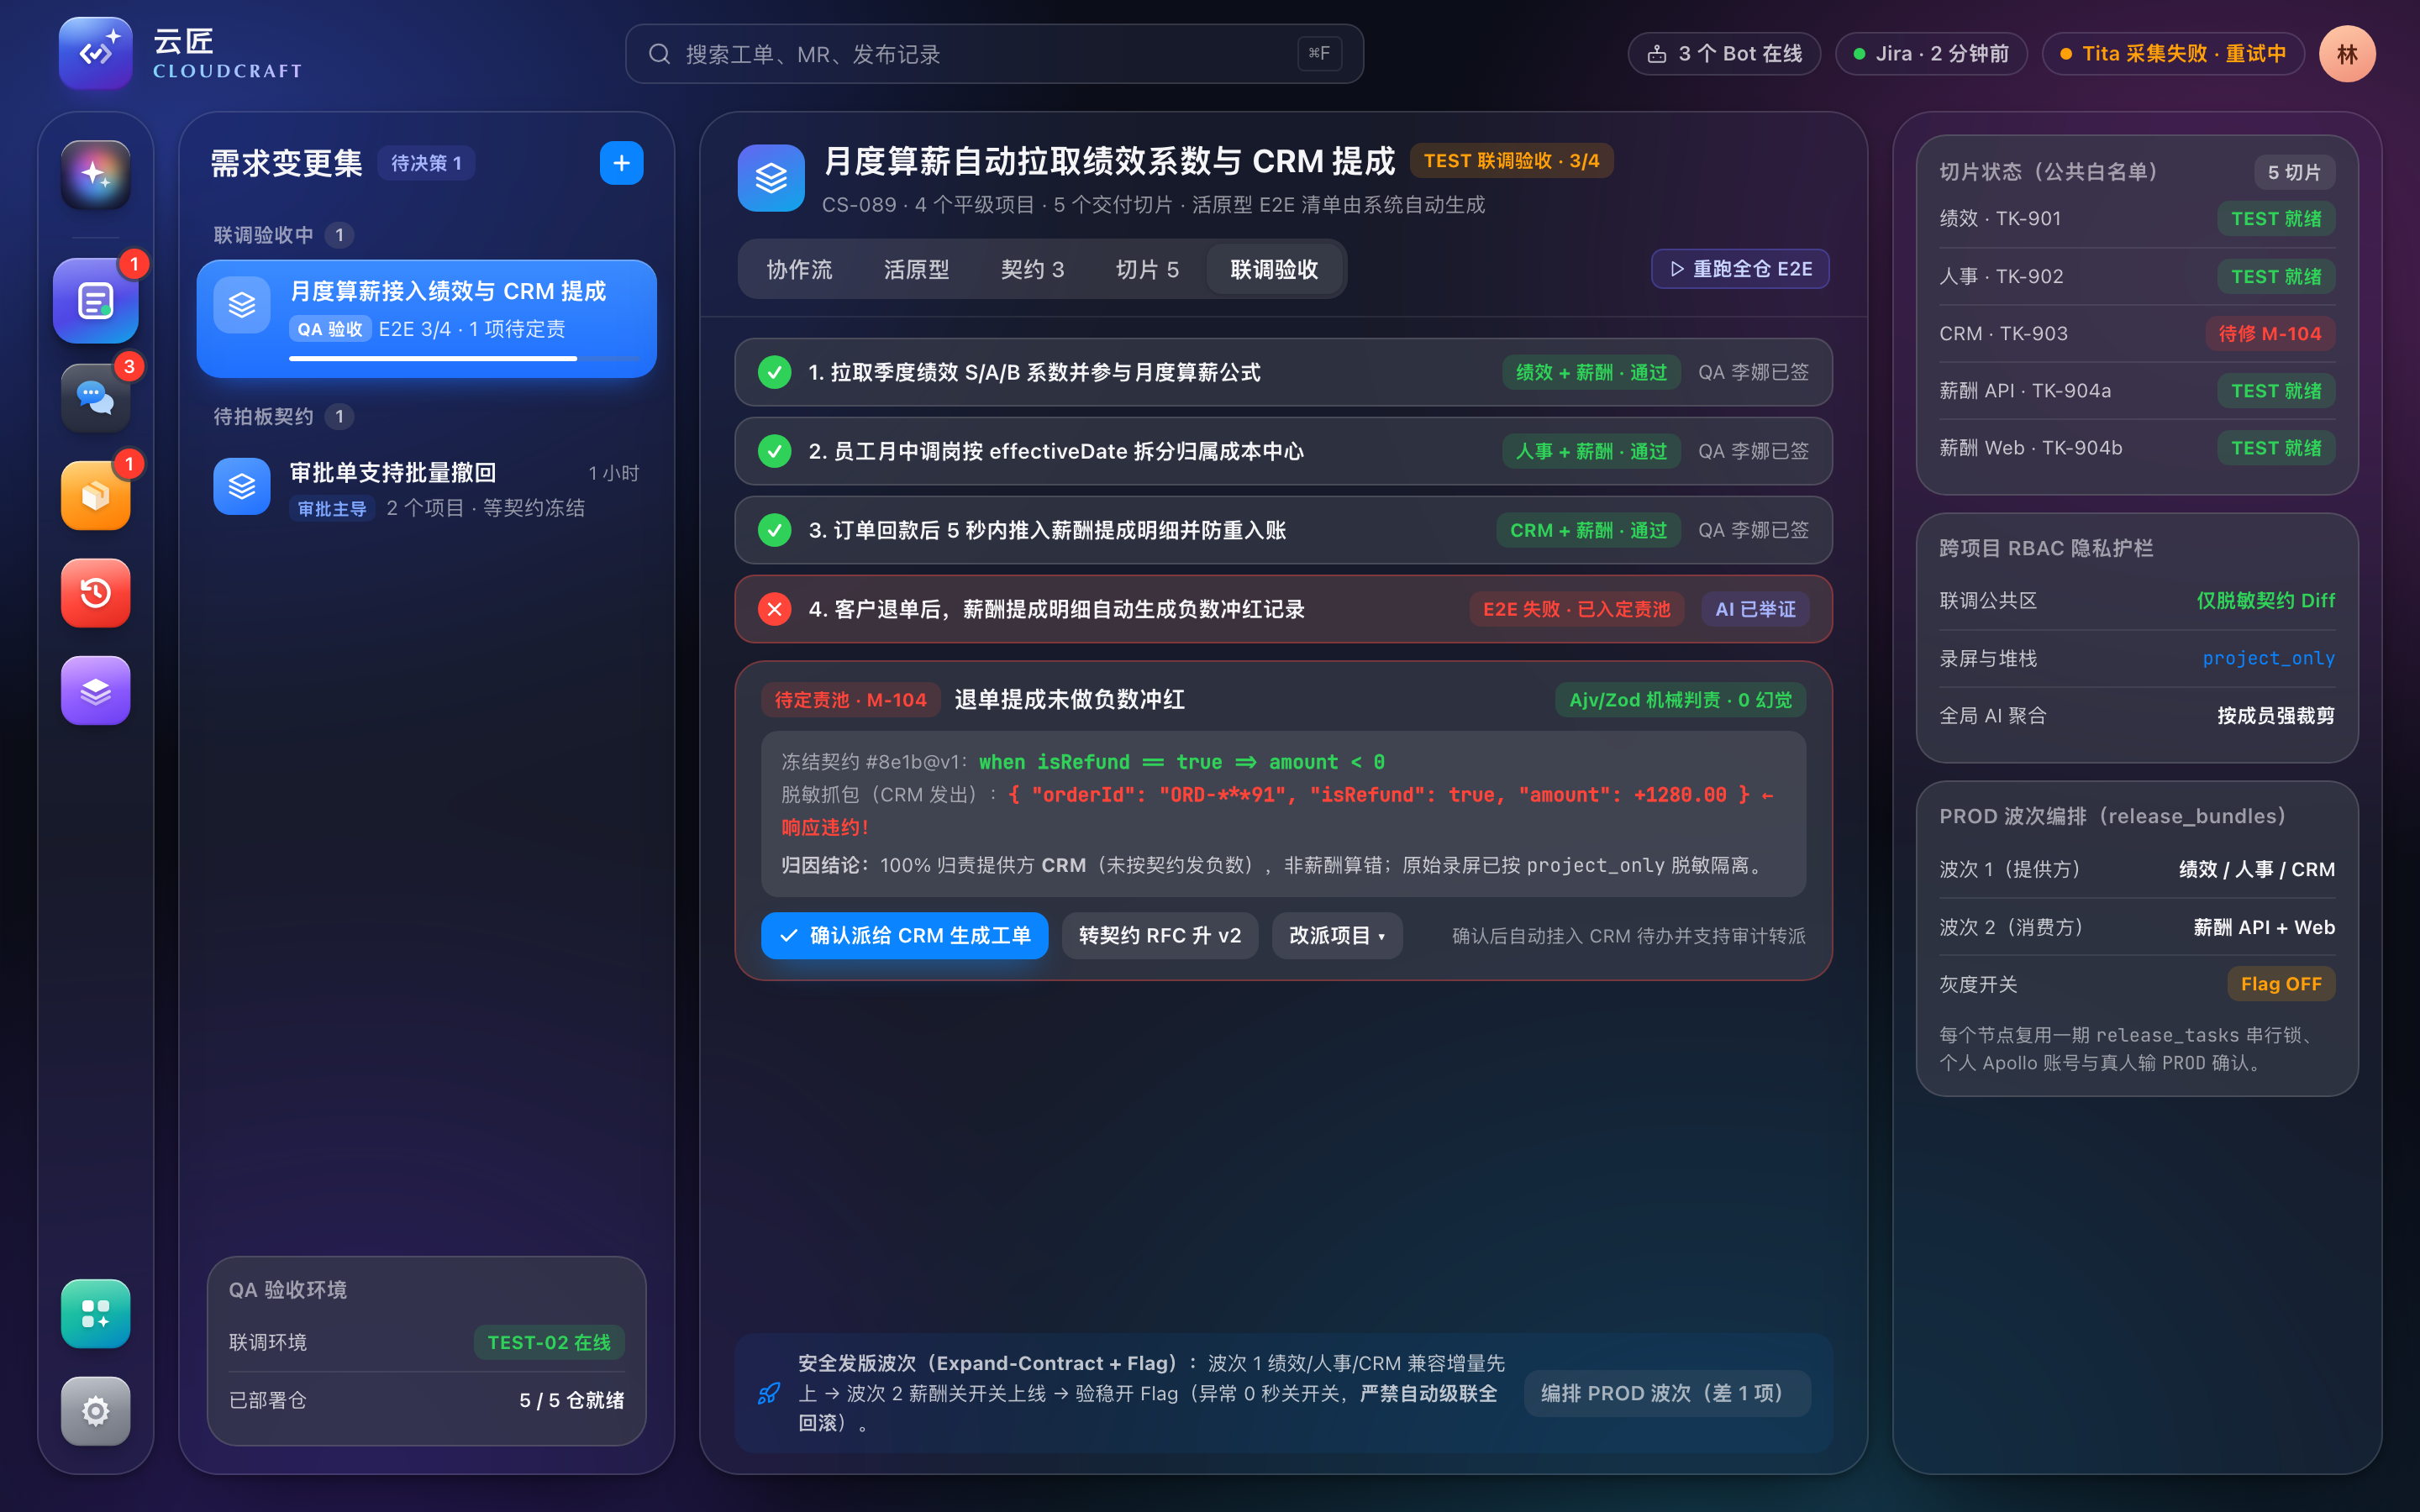 云匠
CLOUDCRAFT
搜索工单、MR、发布记录
⌘F
3 个 Bot 在线
Jira · 2 分钟前
Tita 采集失败 · 重试中
林
1
3
1
需求变更集
待决策 1
联调验收中 1
月度算薪接入绩效与 CRM 提成
QA 验收 E2E 3/4 · 1 项待定责
待拍板契约 1
审批单支持批量撤回
1 小时
审批主导 2 个项目 · 等契约冻结
QA 验收环境
联调环境
TEST-02 在线
已部署仓
5 / 5 仓就绪
月度算薪自动拉取绩效系数与 CRM 提成
TEST 联调验收 · 3/4
CS-089 · 4 个平级项目 · 5 个交付切片 · 活原型 E2E 清单由系统自动生成
协作流
活原型
契约 3
切片 5
联调验收
重跑全仓 E2E
1. 拉取季度绩效 S/A/B 系数并参与月度算薪公式
绩效 + 薪酬 · 通过
QA 李娜已签
2. 员工月中调岗按 effectiveDate 拆分归属成本中心
人事 + 薪酬 · 通过
QA 李娜已签
3. 订单回款后 5 秒内推入薪酬提成明细并防重入账
CRM + 薪酬 · 通过
QA 李娜已签
4. 客户退单后，薪酬提成明细自动生成负数冲红记录
E2E 失败 · 已入定责池
AI 已举证
待定责池 · M-104
退单提成未做负数冲红
Ajv/Zod 机械判责 · 0 幻觉
冻结契约 #8e1b@v1：when isRefund == true => amount < 0
脱敏抓包（CRM 发出）：{ "orderId": "ORD-***91", "isRefund": true, "amount": +1280.00 } ←
响应违约！
归因结论：100% 归责提供方 CRM（未按契约发负数），非薪酬算错；原始录屏已按 project_only 脱敏隔离。
确认派给 CRM 生成工单
转契约 RFC 升 v2
改派项目 ▾
确认后自动挂入 CRM 待办并支持审计转派
安全发版波次（Expand-Contract + Flag）：波次 1 绩效/人事/CRM 兼容增量先
上 → 波次 2 薪酬关开关上线 → 验稳开 Flag（异常 0 秒关开关，严禁自动级联全
回滚）。
编排 PROD 波次（差 1 项）
切片状态（公共白名单）
5 切片
绩效 · TK-901
TEST 就绪
人事 · TK-902
TEST 就绪
CRM · TK-903
待修 M-104
薪酬 API · TK-904a
TEST 就绪
薪酬 Web · TK-904b
TEST 就绪
跨项目 RBAC 隐私护栏
联调公共区
仅脱敏契约 Diff
录屏与堆栈
project_only
全局 AI 聚合
按成员强裁剪
PROD 波次编排（release_bundles）
波次 1（提供方）
绩效 / 人事 / CRM
波次 2（消费方）
薪酬 API + Web
灰度开关
Flag OFF
每个节点复用一期 release_tasks 串行锁、
个人 Apollo 账号与真人输 PROD 确认。